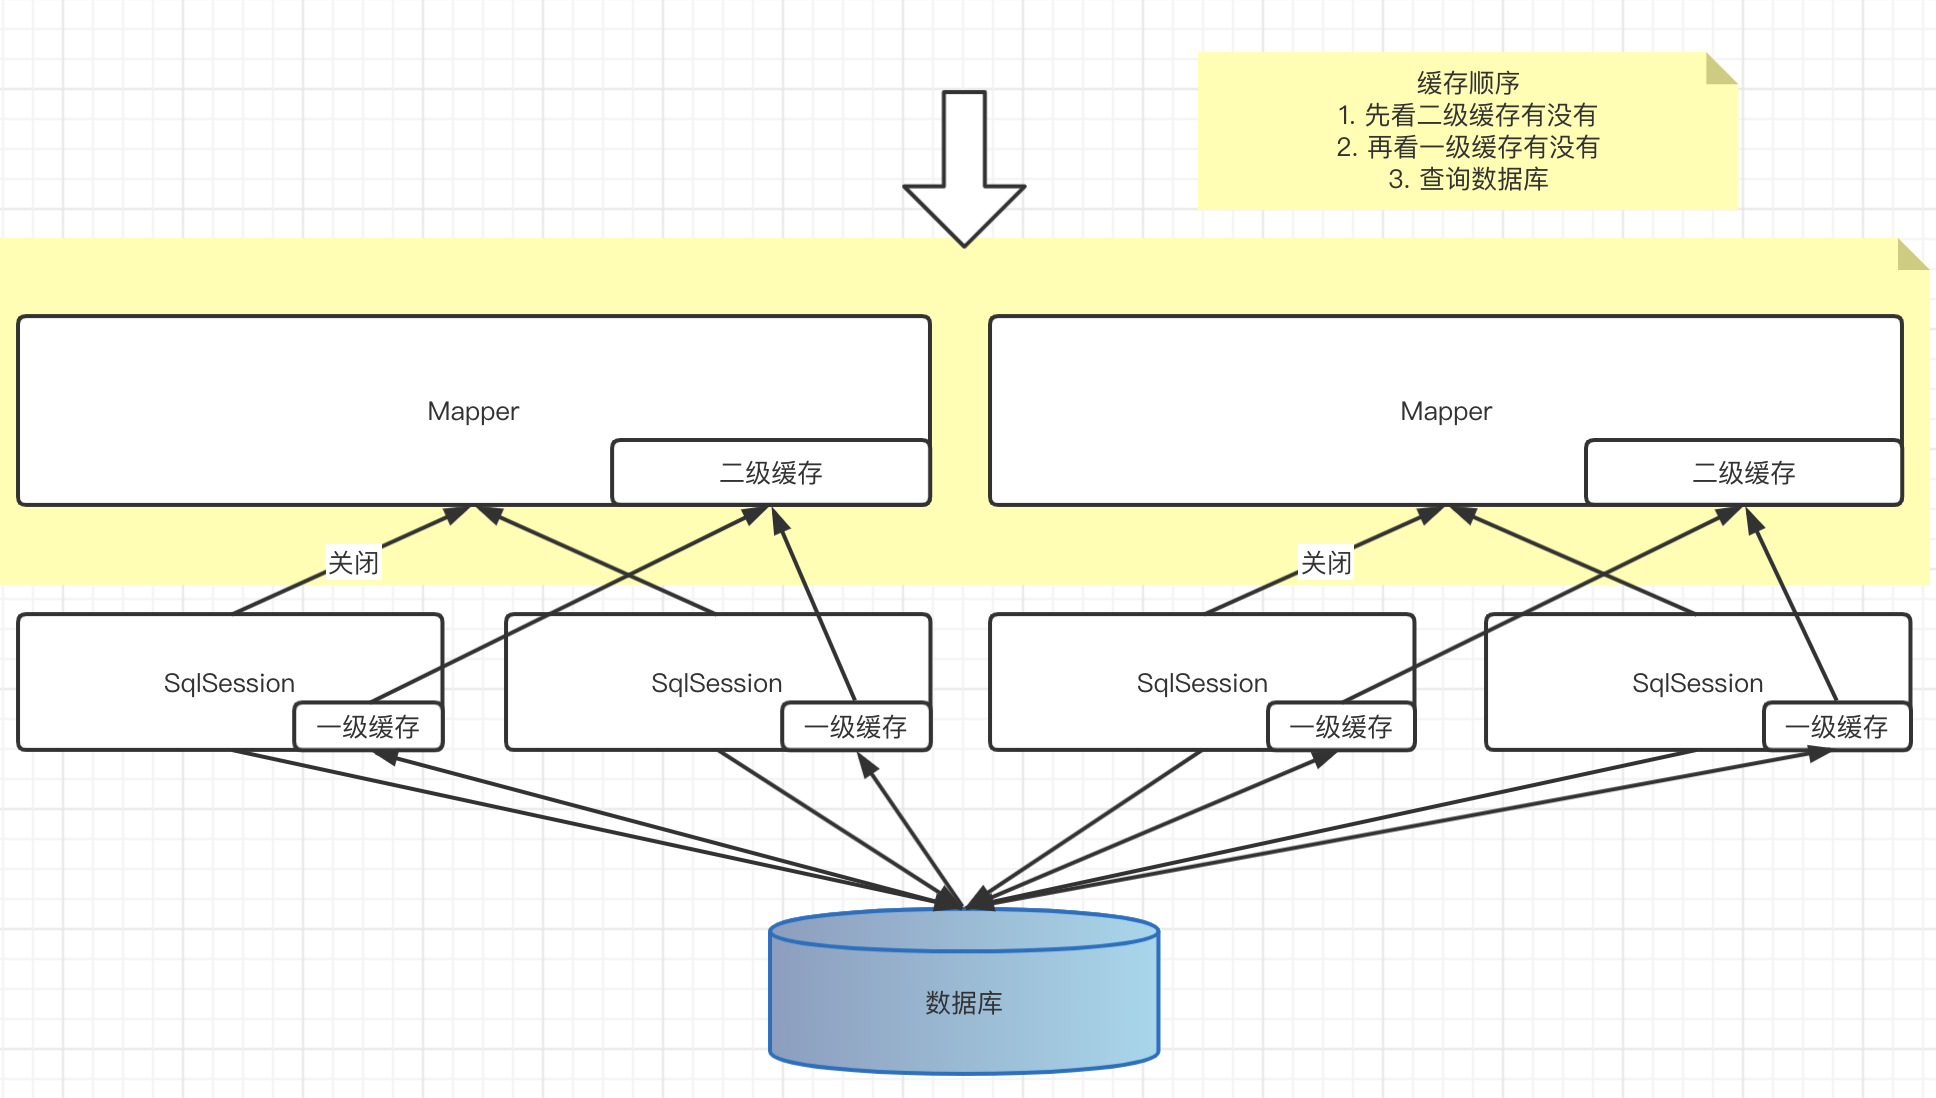 缓存顺序
1. 先看二级缓存有没有
2. 再看一级缓存有没有
3. 查询数据库
Mapper
二级缓存
Mapper
二级缓存
关闭
关闭
SqlSession
一级缓存
SqlSession
一级缓存
SqlSession
一级缓存
SqlSession
一级缓存
数据库